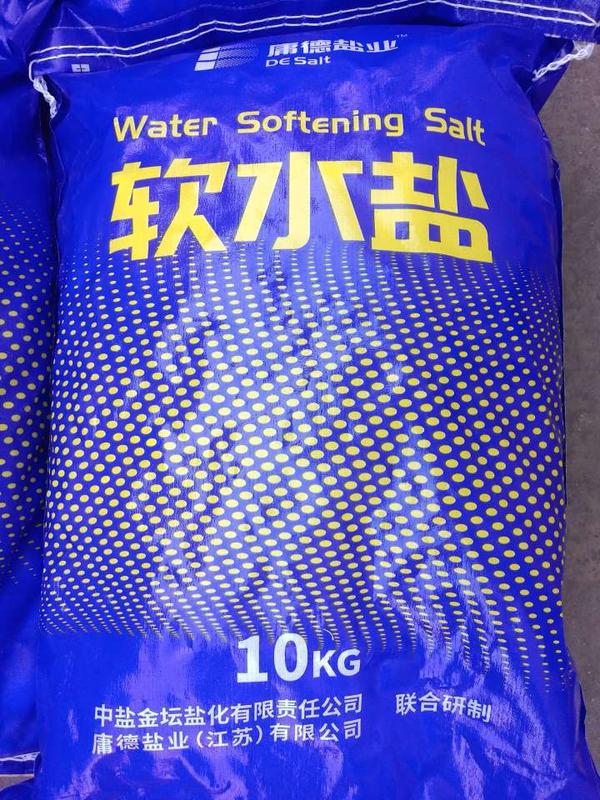 庸德盐业™
DE Salt
Water Softening Salt
软水盐
10KG
中盐金坛盐化有限责任公司 联合研制
庸德盐业(江苏)有限公司